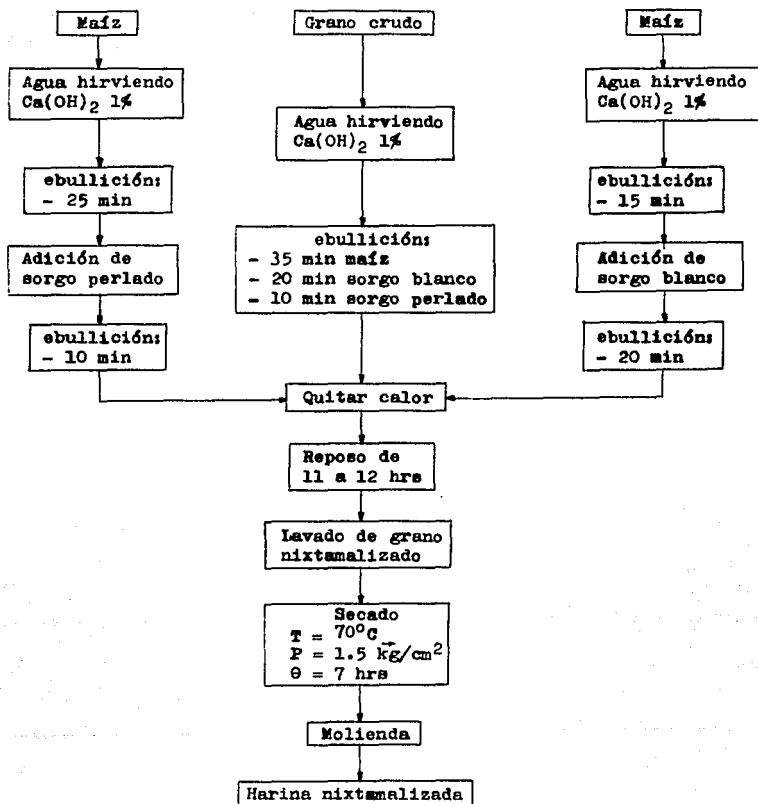 Maíz
Agua hirviendo
Ca(OH)2 1%
ebullición:
- 25 min
Adición de
sorgo perlado
ebullición:
- 10 min
Grano crudo
Agua hirviendo
Ca(OH)2 1%
ebullición:
- 35 min maíz
- 20 min sorgo blanco
- 10 min sorgo perlado
Maíz
Agua hirviendo
Ca(OH)2 1%
ebullición:
- 15 min
Adición de
sorgo blanco
ebullición:
- 20 min
Quitar calor
Reposo de
11 a 12 hrs
Lavado de grano
nixtamalizado
Secado
T = 70°C
P = 1.5 kg/cm2
θ = 7 hrs
Molienda
Harina nixtamalizada